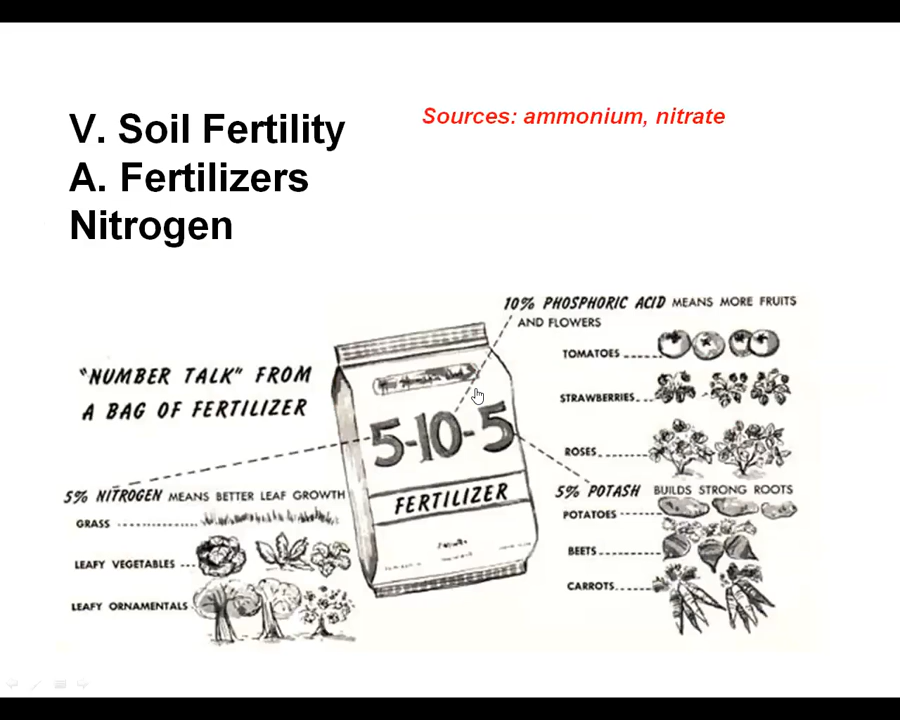 V. Soil Fertility
A. Fertilizers
Nitrogen
Sources: ammonium, nitrate
"NUMBER TALK" FROM
A BAG OF FERTILIZER
5-10-5
FERTILIZER
10% PHOSPHORIC ACID MEANS MORE FRUITS
AND FLOWERS
TOMATOES
STRAWBERRIES
ROSES
5% NITROGEN MEANS BETTER LEAF GROWTH
GRASS
LEAFY VEGETABLES
LEAFY ORNAMENTALS
5% POTASH BUILDS STRONG ROOTS
POTATOES
BEETS
CARROTS